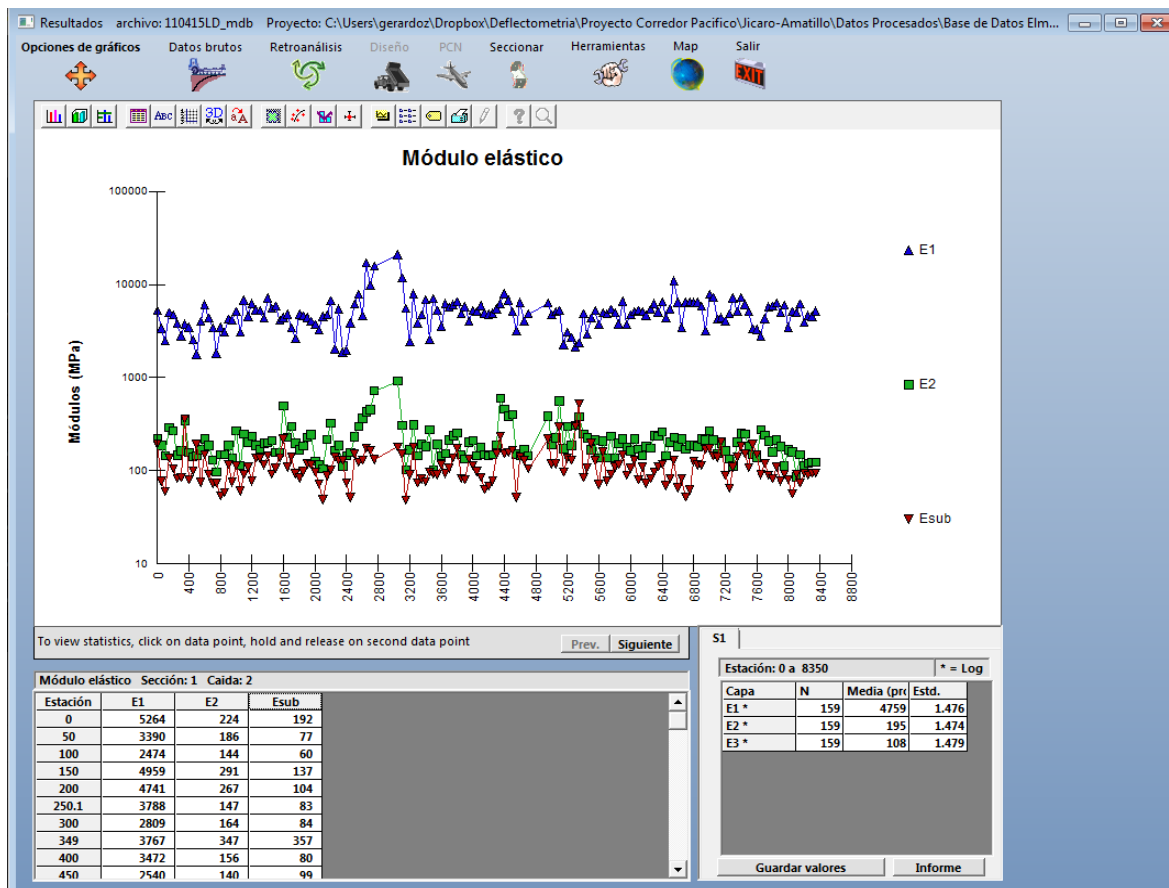 Resultados archivo: 110415LD_mdb Proyecto: C:\Users\gerardoz\Dropbox\Deflectometria\Proyecto Corredor Pacifico\Jicaro-Amatillo\Datos Procesados\Base de Datos Elm...
Opciones de gráficos Datos brutos Retroanálisis Diseño PCN Seccionar Herramientas Map Salir
EXIT
ABC 3D aA
Módulo elástico
100000
10000
1000
100
10
Módulos (MPa)
E1
E2
Esub
0 400 800 1200 1600 2000 2400 2800 3200 3600 4000 4400 4800 5200 5600 6000 6400 6800 7200 7600 8000 8400 8800
To view statistics, click on data point, hold and release on second data point Prev. Siguiente
Módulo elástico Sección: 1 Caida: 2
Estación E1 E2 Esub
0 5264 224 192
50 3390 186 77
100 2474 144 60
150 4959 291 137
200 4741 267 104
250.1 3788 147 83
300 2809 164 84
349 3767 347 357
400 3472 156 80
450 2540 140 99
S1
Estación: 0 a 8350 * = Log
Capa N Media (pro Estd.
E1 * 159 4759 1.476
E2 * 159 195 1.474
E3 * 159 108 1.479
Guardar valores Informe